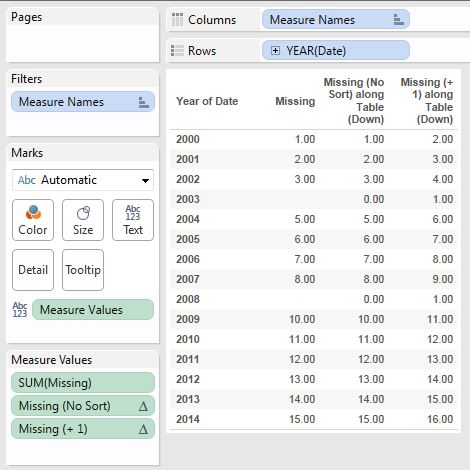 Pages
Columns
Measure Names
Rows
YEAR(Date)
Filters
Measure Names
Marks
Abc Automatic
Color
Size
Abc
123
Text
Detail
Tooltip
Abc
123
Measure Values
Measure Values
SUM(Missing)
Missing (No Sort) Δ
Missing (+ 1) Δ
Year of Date Missing Missing (No Sort) along Table (Down) Missing (+ 1) along Table (Down)
2000 1.00 1.00 2.00
2001 2.00 2.00 3.00
2002 3.00 3.00 4.00
2003 0.00 1.00
2004 5.00 5.00 6.00
2005 6.00 6.00 7.00
2006 7.00 7.00 8.00
2007 8.00 8.00 9.00
2008 0.00 1.00
2009 10.00 10.00 11.00
2010 11.00 11.00 12.00
2011 12.00 12.00 13.00
2012 13.00 13.00 14.00
2013 14.00 14.00 15.00
2014 15.00 15.00 16.00